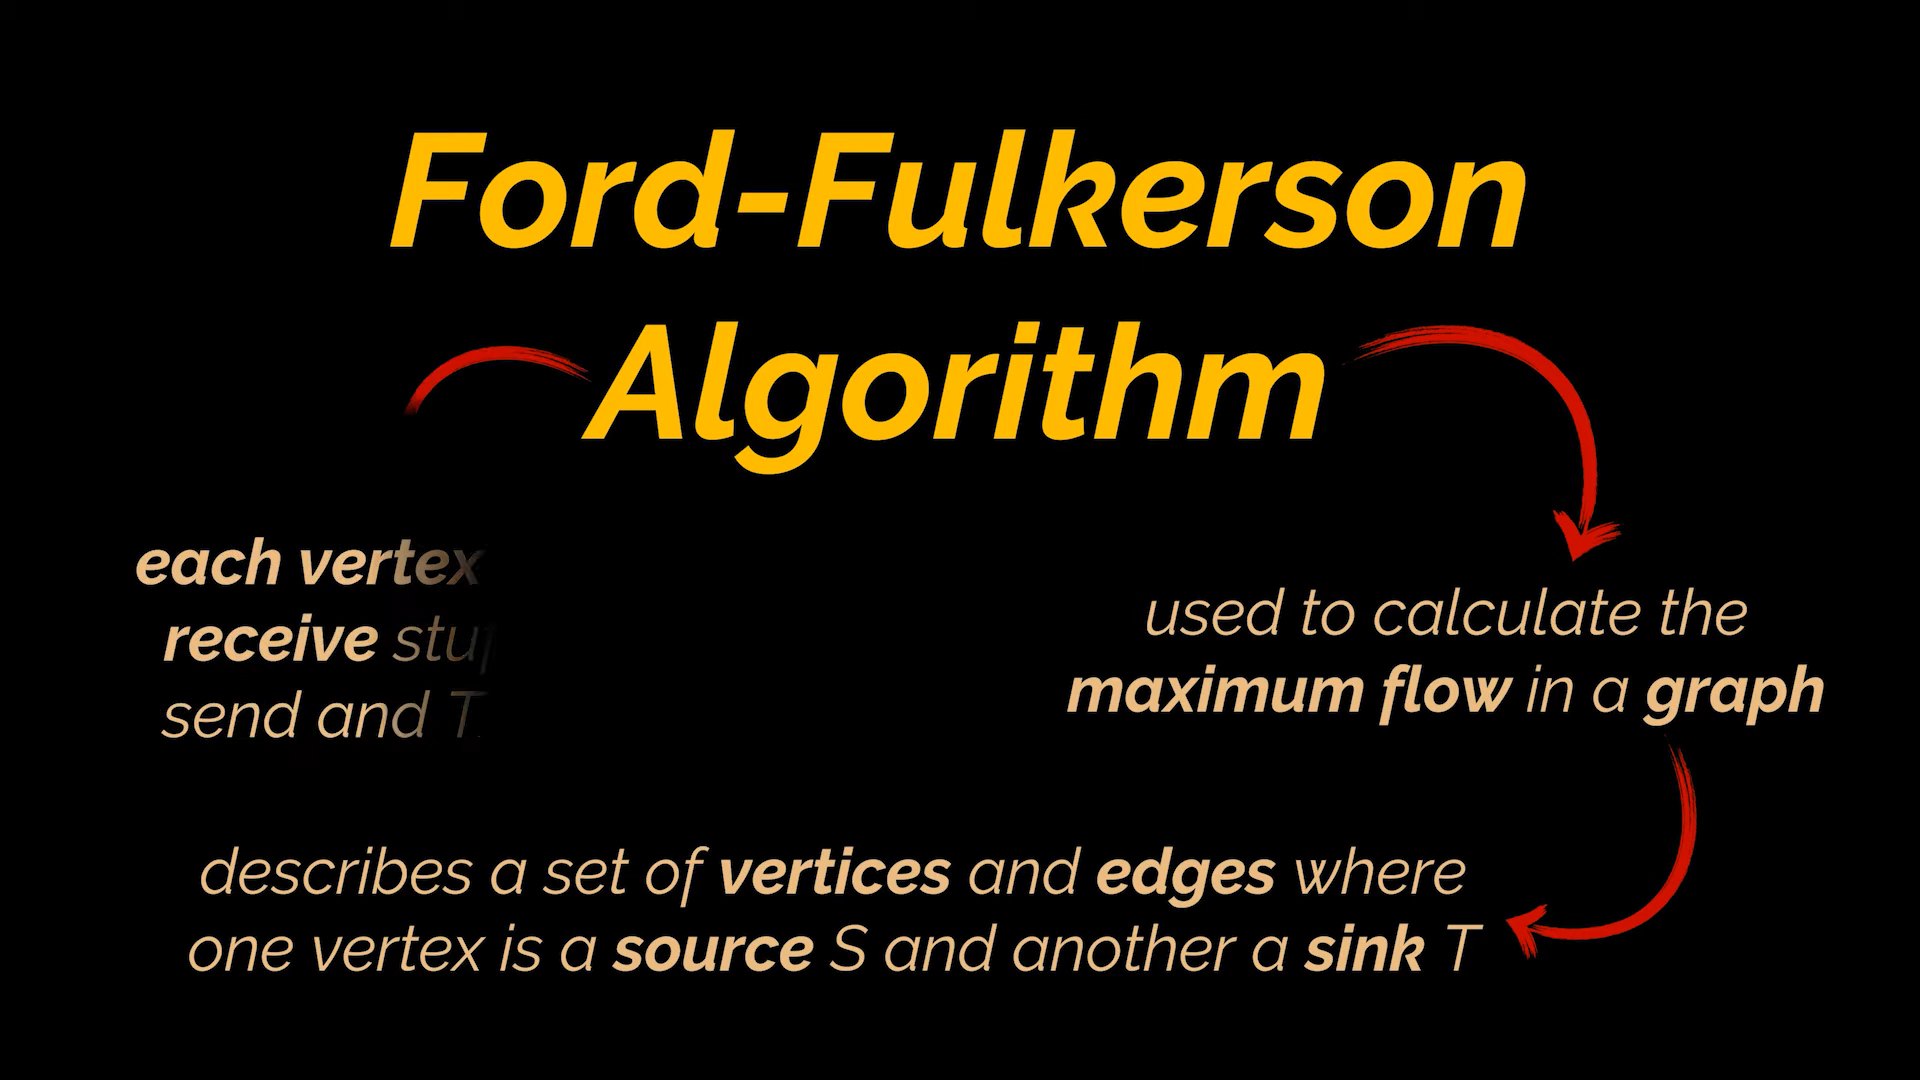 Ford-Fulkerson
Algorithm
each vertex
receive
send and T
used to calculate the
maximum flow in a graph
describes a set of vertices and edges where
one vertex is a source S and another a sink T